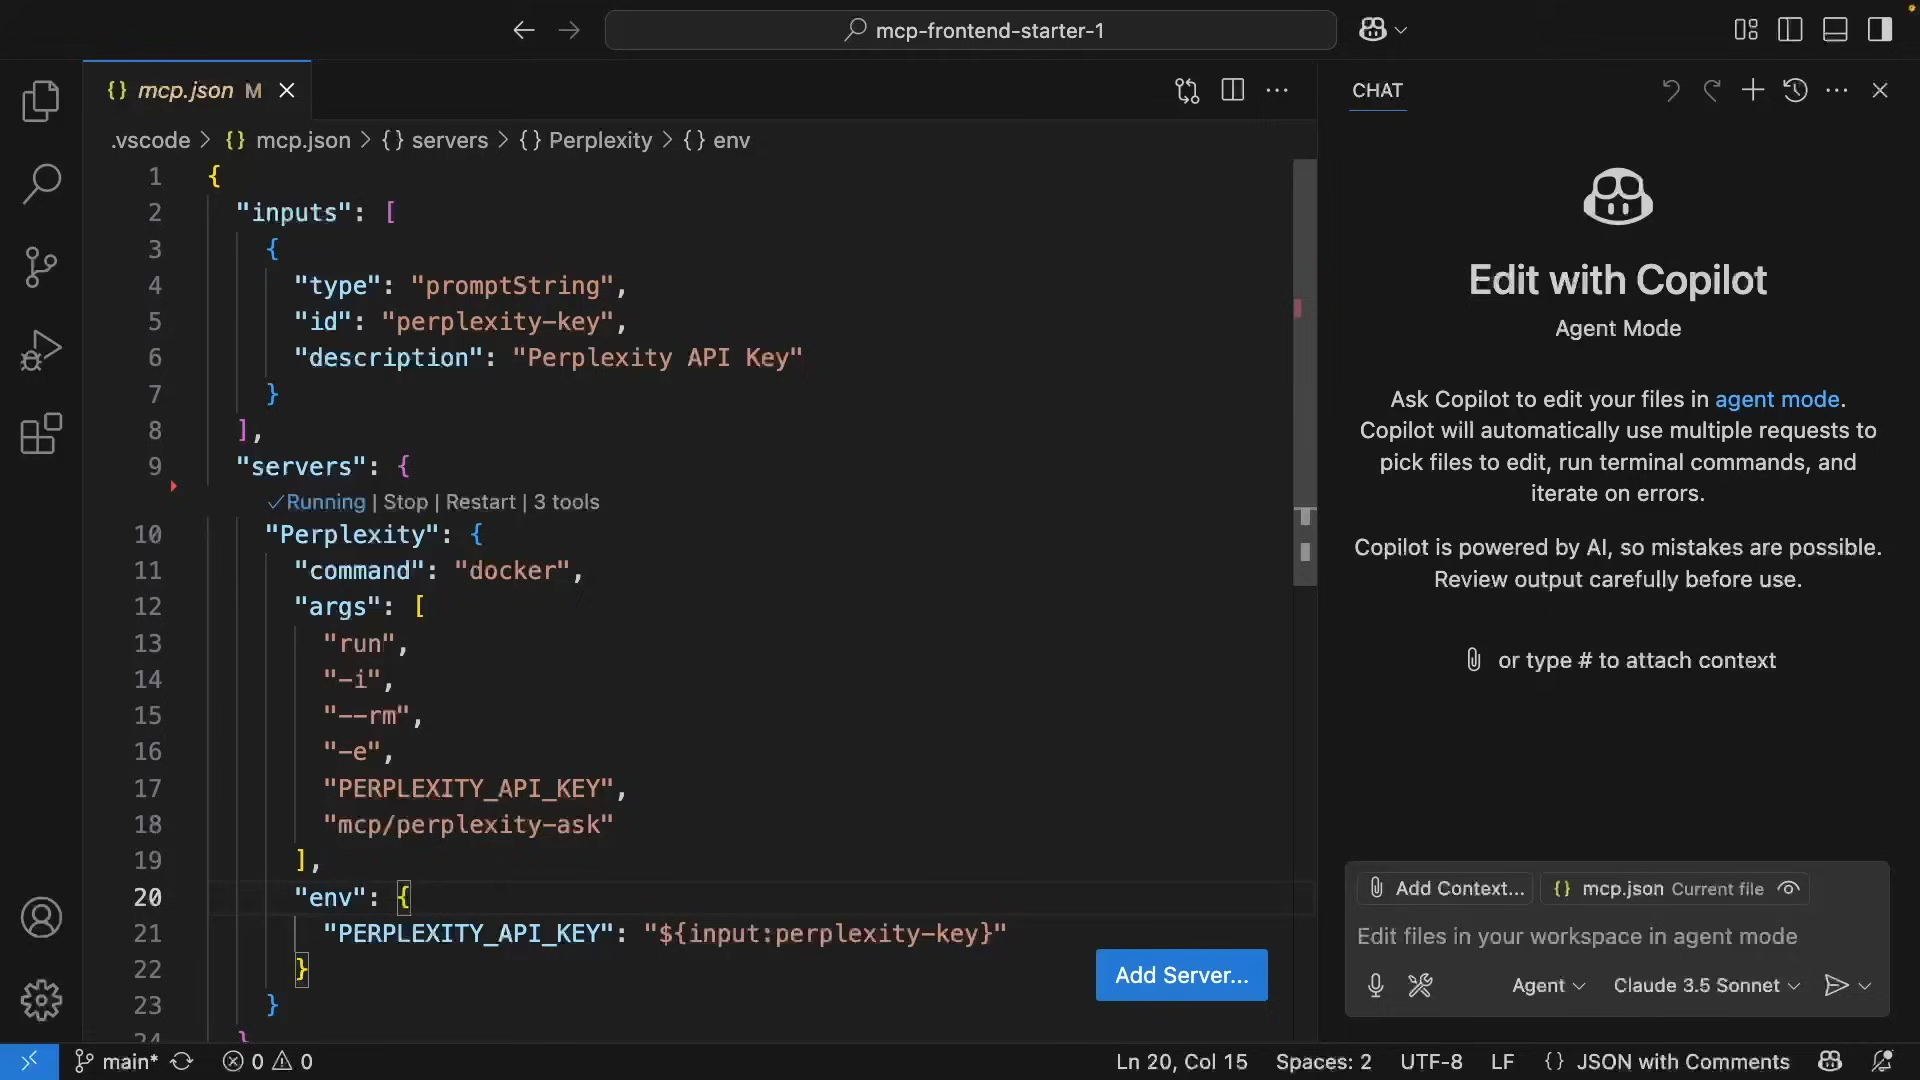 mcp-frontend-starter-1
{} mcp.json M
CHAT
.vscode > {} mcp.json > {} servers > {} Perplexity > {} env
1 {
2 "inputs": [
3 {
4 "type": "promptString",
5 "id": "perplexity-key",
6 "description": "Perplexity API Key"
7 }
8 ],
9 "servers": {
✓Running | Stop | Restart | 3 tools
10 "Perplexity": {
11 "command": "docker",
12 "args": [
13 "run",
14 "-i",
15 "--rm",
16 "-e",
17 "PERPLEXITY_API_KEY",
18 "mcp/perplexity-ask"
19 ],
20 "env": {
21 "PERPLEXITY_API_KEY": "${input:perplexity-key}"
22 }
23 }
24 }
Add Server...
Edit with Copilot
Agent Mode
Ask Copilot to edit your files in agent mode.
Copilot will automatically use multiple requests to
pick files to edit, run terminal commands, and
iterate on errors.
Copilot is powered by AI, so mistakes are possible.
Review output carefully before use.
or type # to attach context
Add Context... {} mcp.json Current file
Edit files in your workspace in agent mode
Agent Claude 3.5 Sonnet
main* 0 0 Ln 20, Col 15 Spaces: 2 UTF-8 LF {} JSON with Comments